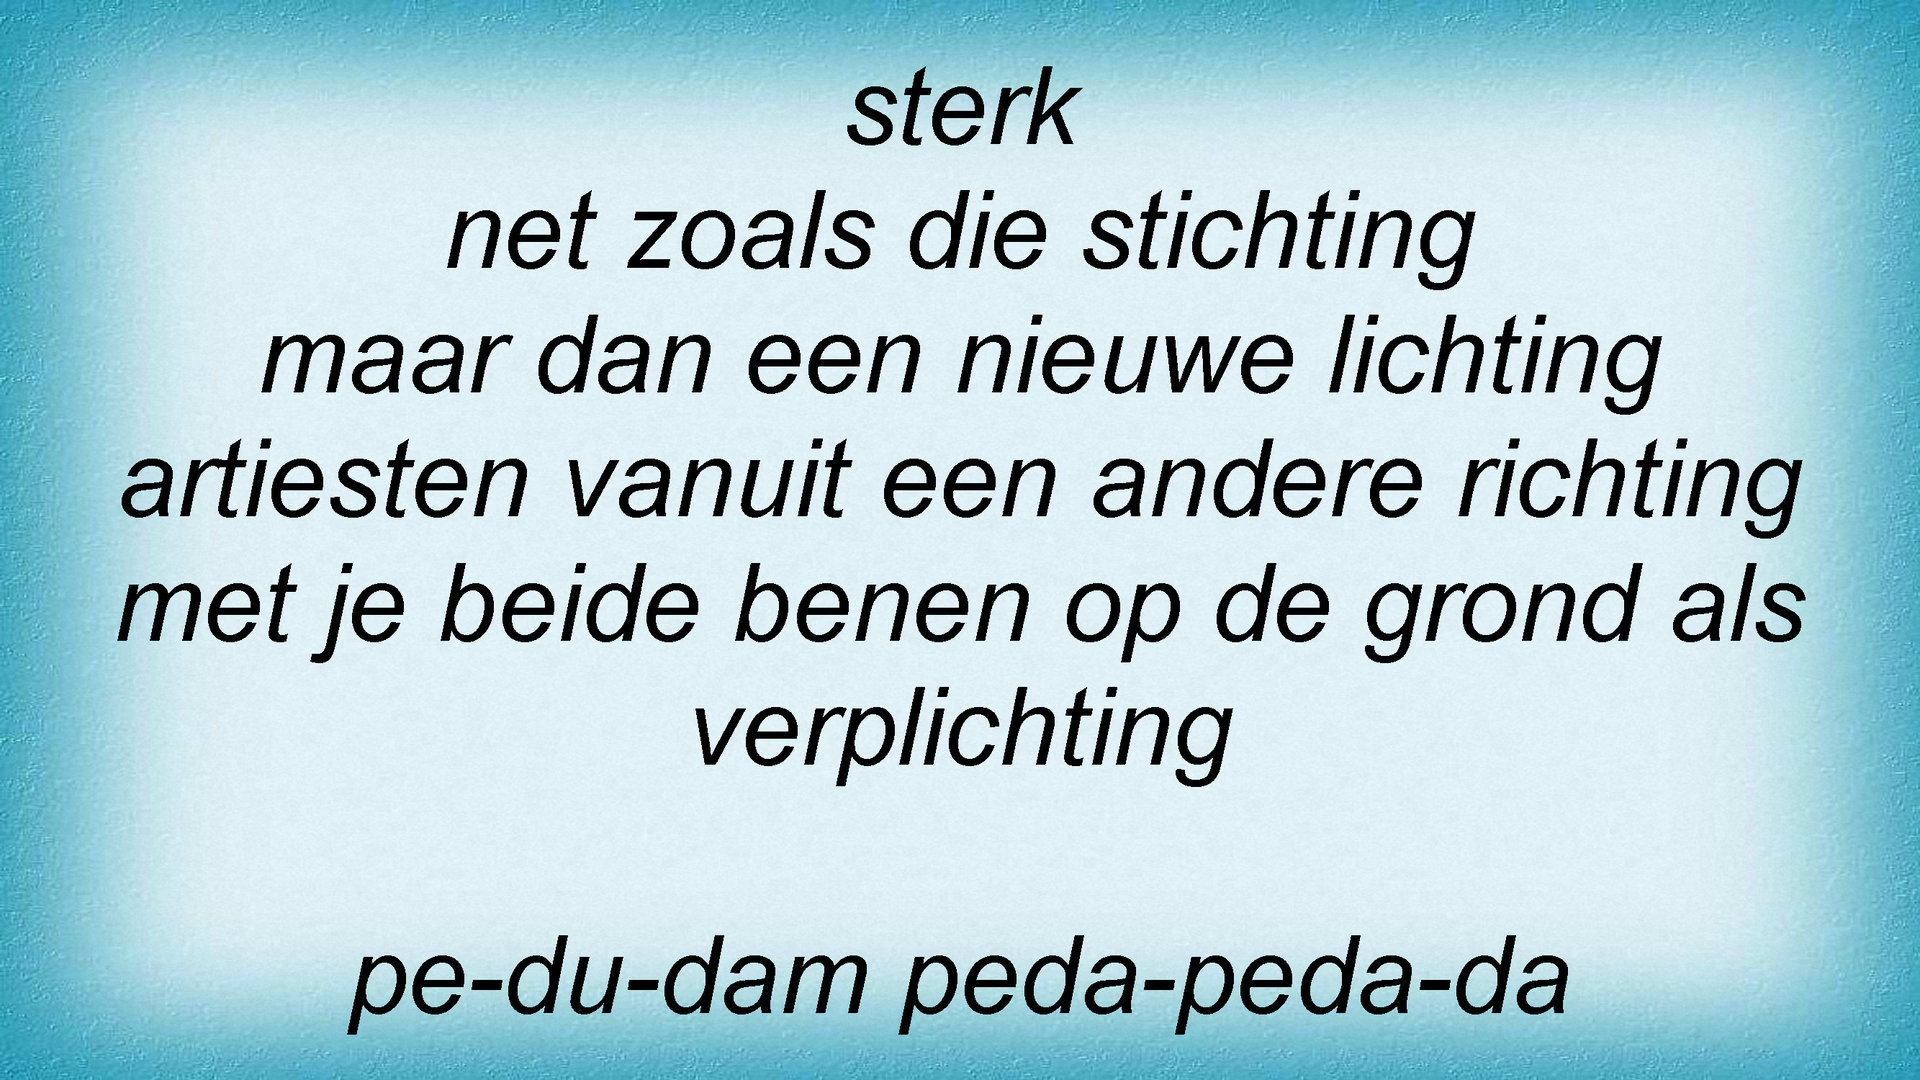 sterk
net zoals die stichting
maar dan een nieuwe lichting
artiesten vanuit een andere richting
met je beide benen op de grond als
verplichting
pe-du-dam peda-peda-da